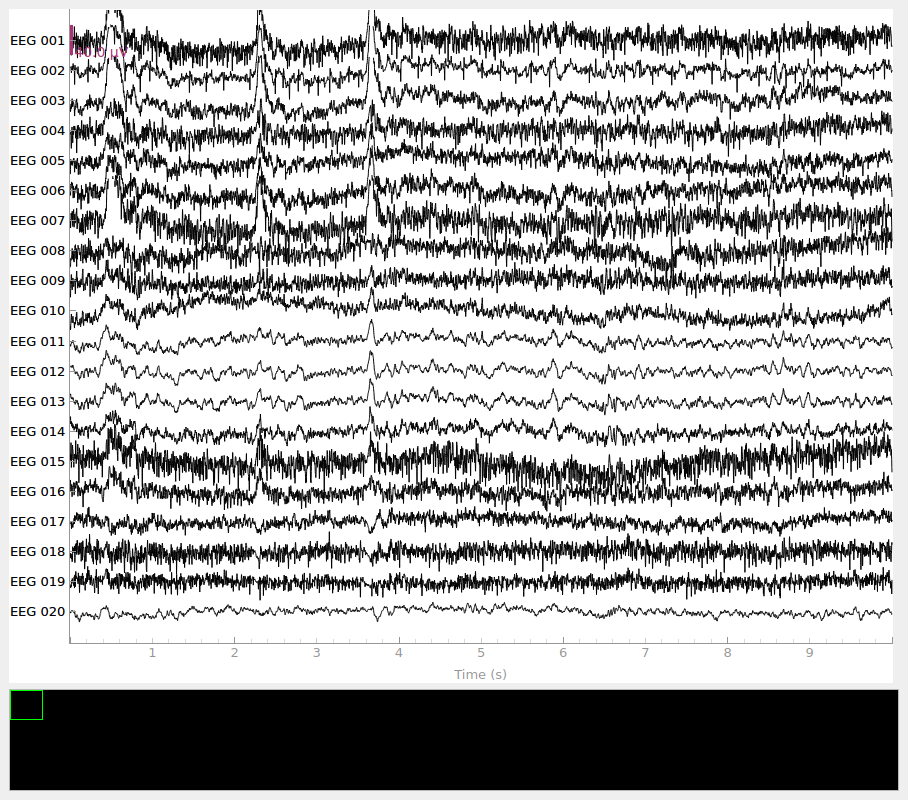 EEG 001
EEG 002
EEG 003
EEG 004
EEG 005
EEG 006
EEG 007
EEG 008
EEG 009
EEG 010
EEG 011
EEG 012
EEG 013
EEG 014
EEG 015
EEG 016
EEG 017
EEG 018
EEG 019
EEG 020
1 2 3 4 5 6 7 8 9
Time (s)